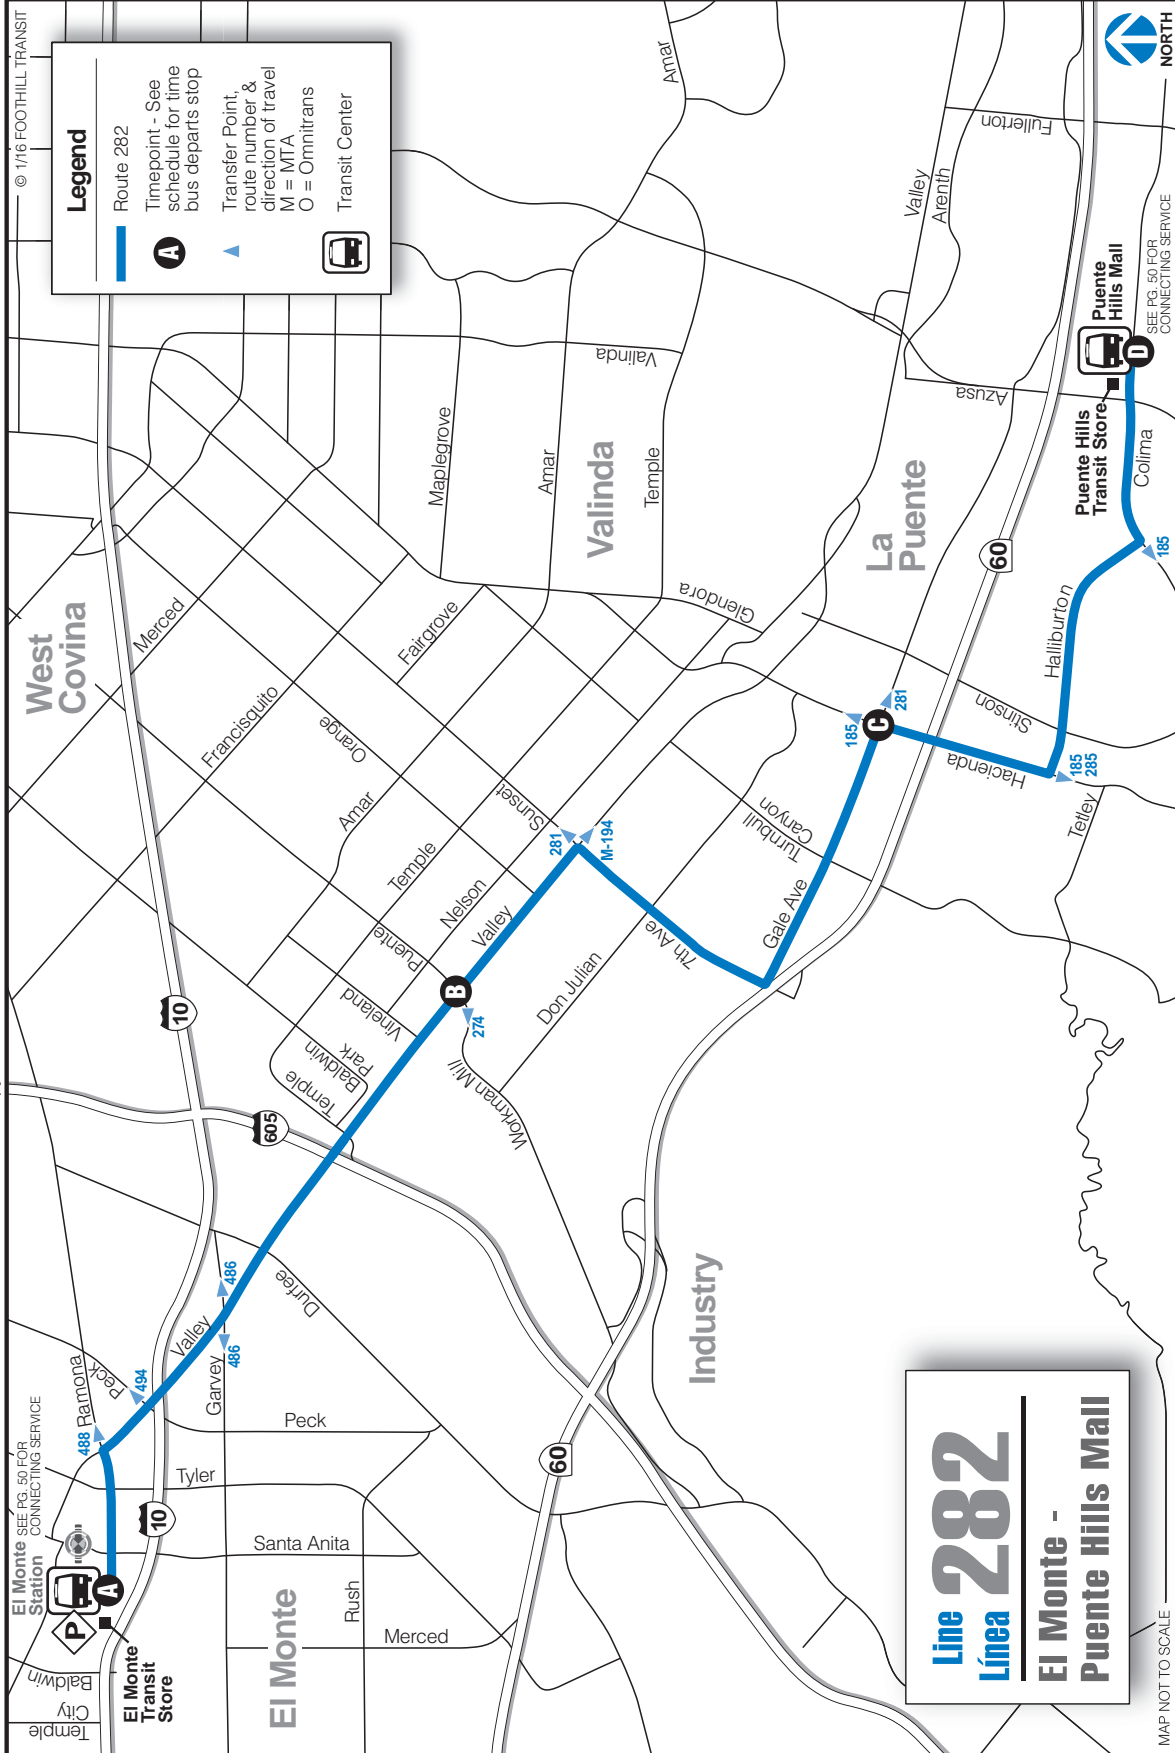 © 1/16 FOOTHILL TRANSIT
Legend
Route 282
A
Timepoint - See
schedule for time
bus departs stop
Transfer Point,
route number &
direction of travel
M = MTA
O = Omnitrans
Transit Center
NORTH
El Monte
Station
SEE PG. 50 FOR
CONNECTING SERVICE
P
A
El Monte
Transit
Store
Temple
City
Baldwin
El Monte
Santa Anita
Tyler
Rush
Merced
Peck
Garvey
10
488
Ramona
Peck
494
Valley
486
486
Durfee
605
10
60
Industry
Temple
Baldwin
Park
Vineland
Puente
B
274
Workman Mill
Don Julian
Nelson
Valley
Temple
Amar
Orange
Francisquito
Merced
West
Covina
Fairgrove
Sunset
281
M-194
7th Ave
Gale Ave
Turnbull
Canyon
Maplegrove
Amar
Valinda
Temple
Valinda
Glendora
La
Puente
C
185
281
Hacienda
Stinson
185
285
Tetley
Halliburton
60
185
Colima
Azusa
Puente Hills
Transit Store
Puente
Hills Mall
D
SEE PG. 50 FOR
CONNECTING SERVICE
Amar
Valley
Arenth
Fullerton
Line
Línea
282
El Monte -
Puente Hills Mall
MAP NOT TO SCALE